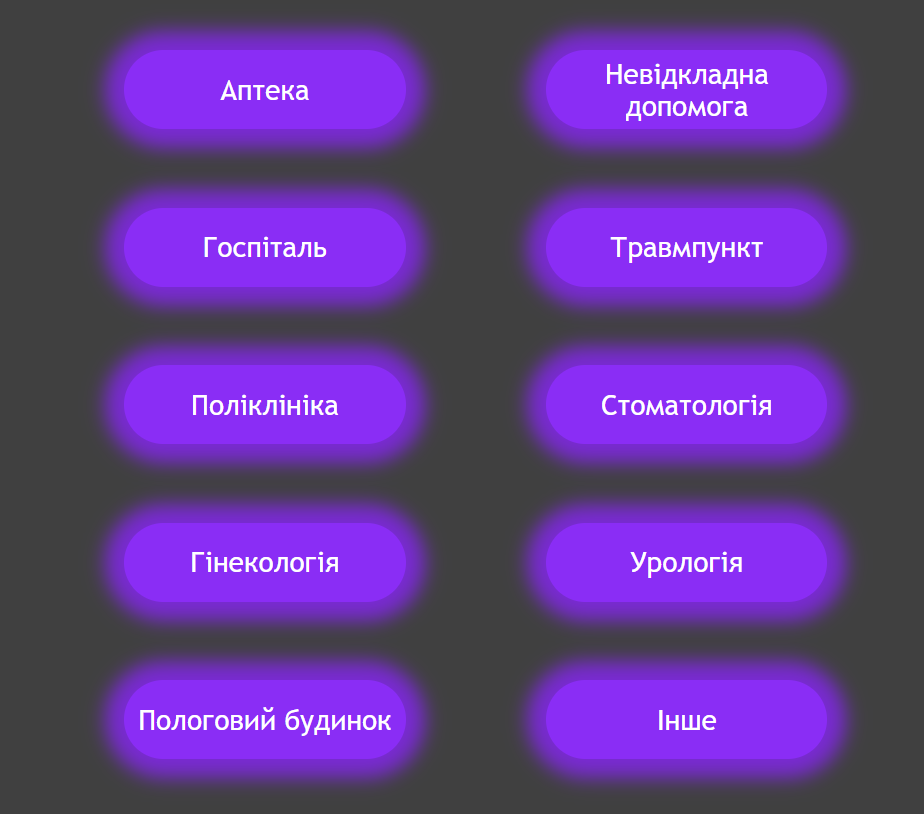 Аптека
Невідкладна
допомога
Госпіталь
Травмпункт
Поліклініка
Стоматологія
Гінекологія
Урологія
Пологовий будинок
Інше